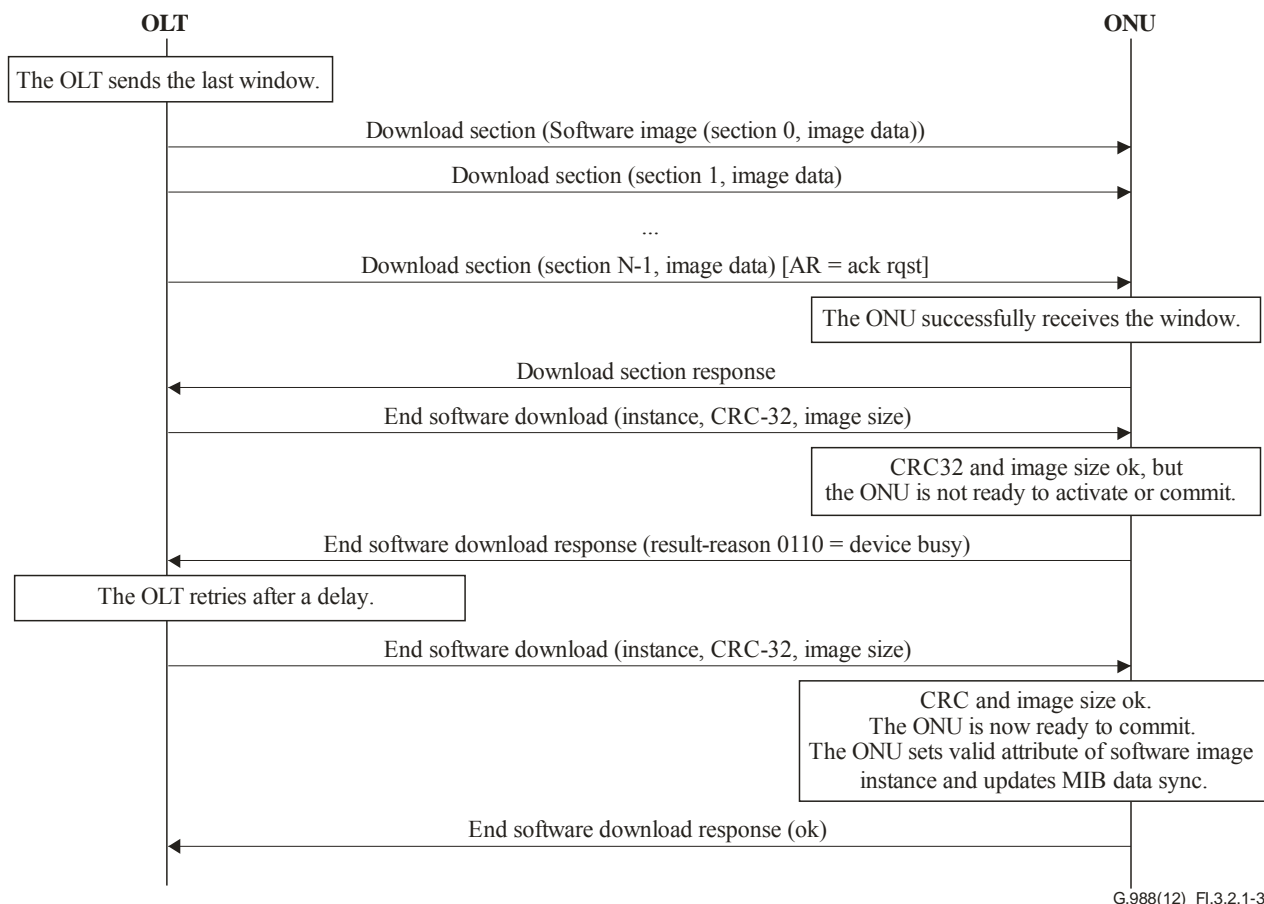 OLT
ONU
The OLT sends the last window.
Download section (Software image (section 0, image data))
Download section (section 1, image data)
...
Download section (section N-1, image data) [AR = ack rqst]
The ONU successfully receives the window.
Download section response
End software download (instance, CRC-32, image size)
CRC32 and image size ok, but
the ONU is not ready to activate or commit.
End software download response (result-reason 0110 = device busy)
The OLT retries after a delay.
End software download (instance, CRC-32, image size)
CRC and image size ok.
The ONU is now ready to commit.
The ONU sets valid attribute of software image
instance and updates MIB data sync.
End software download response (ok)
G.988(12)_FI.3.2.1-3